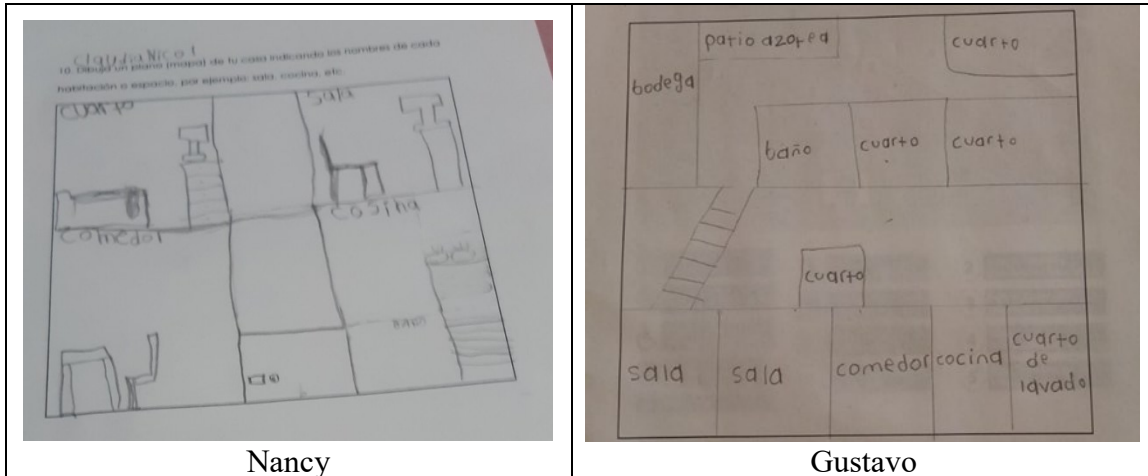 Claudia Nicol
10. Dibuja un plano (mapa) de tu casa indicando los nombres de cada
habitación o espacio, por ejemplo: sala, cocina, etc.
cuarto
Sala
comedor
cosina
Nancy
patio azotea
cuarto
bodega
baño
cuarto
cuarto
cuarto
sala
sala
comedor
cocina
cuarto
de
lavado
Gustavo